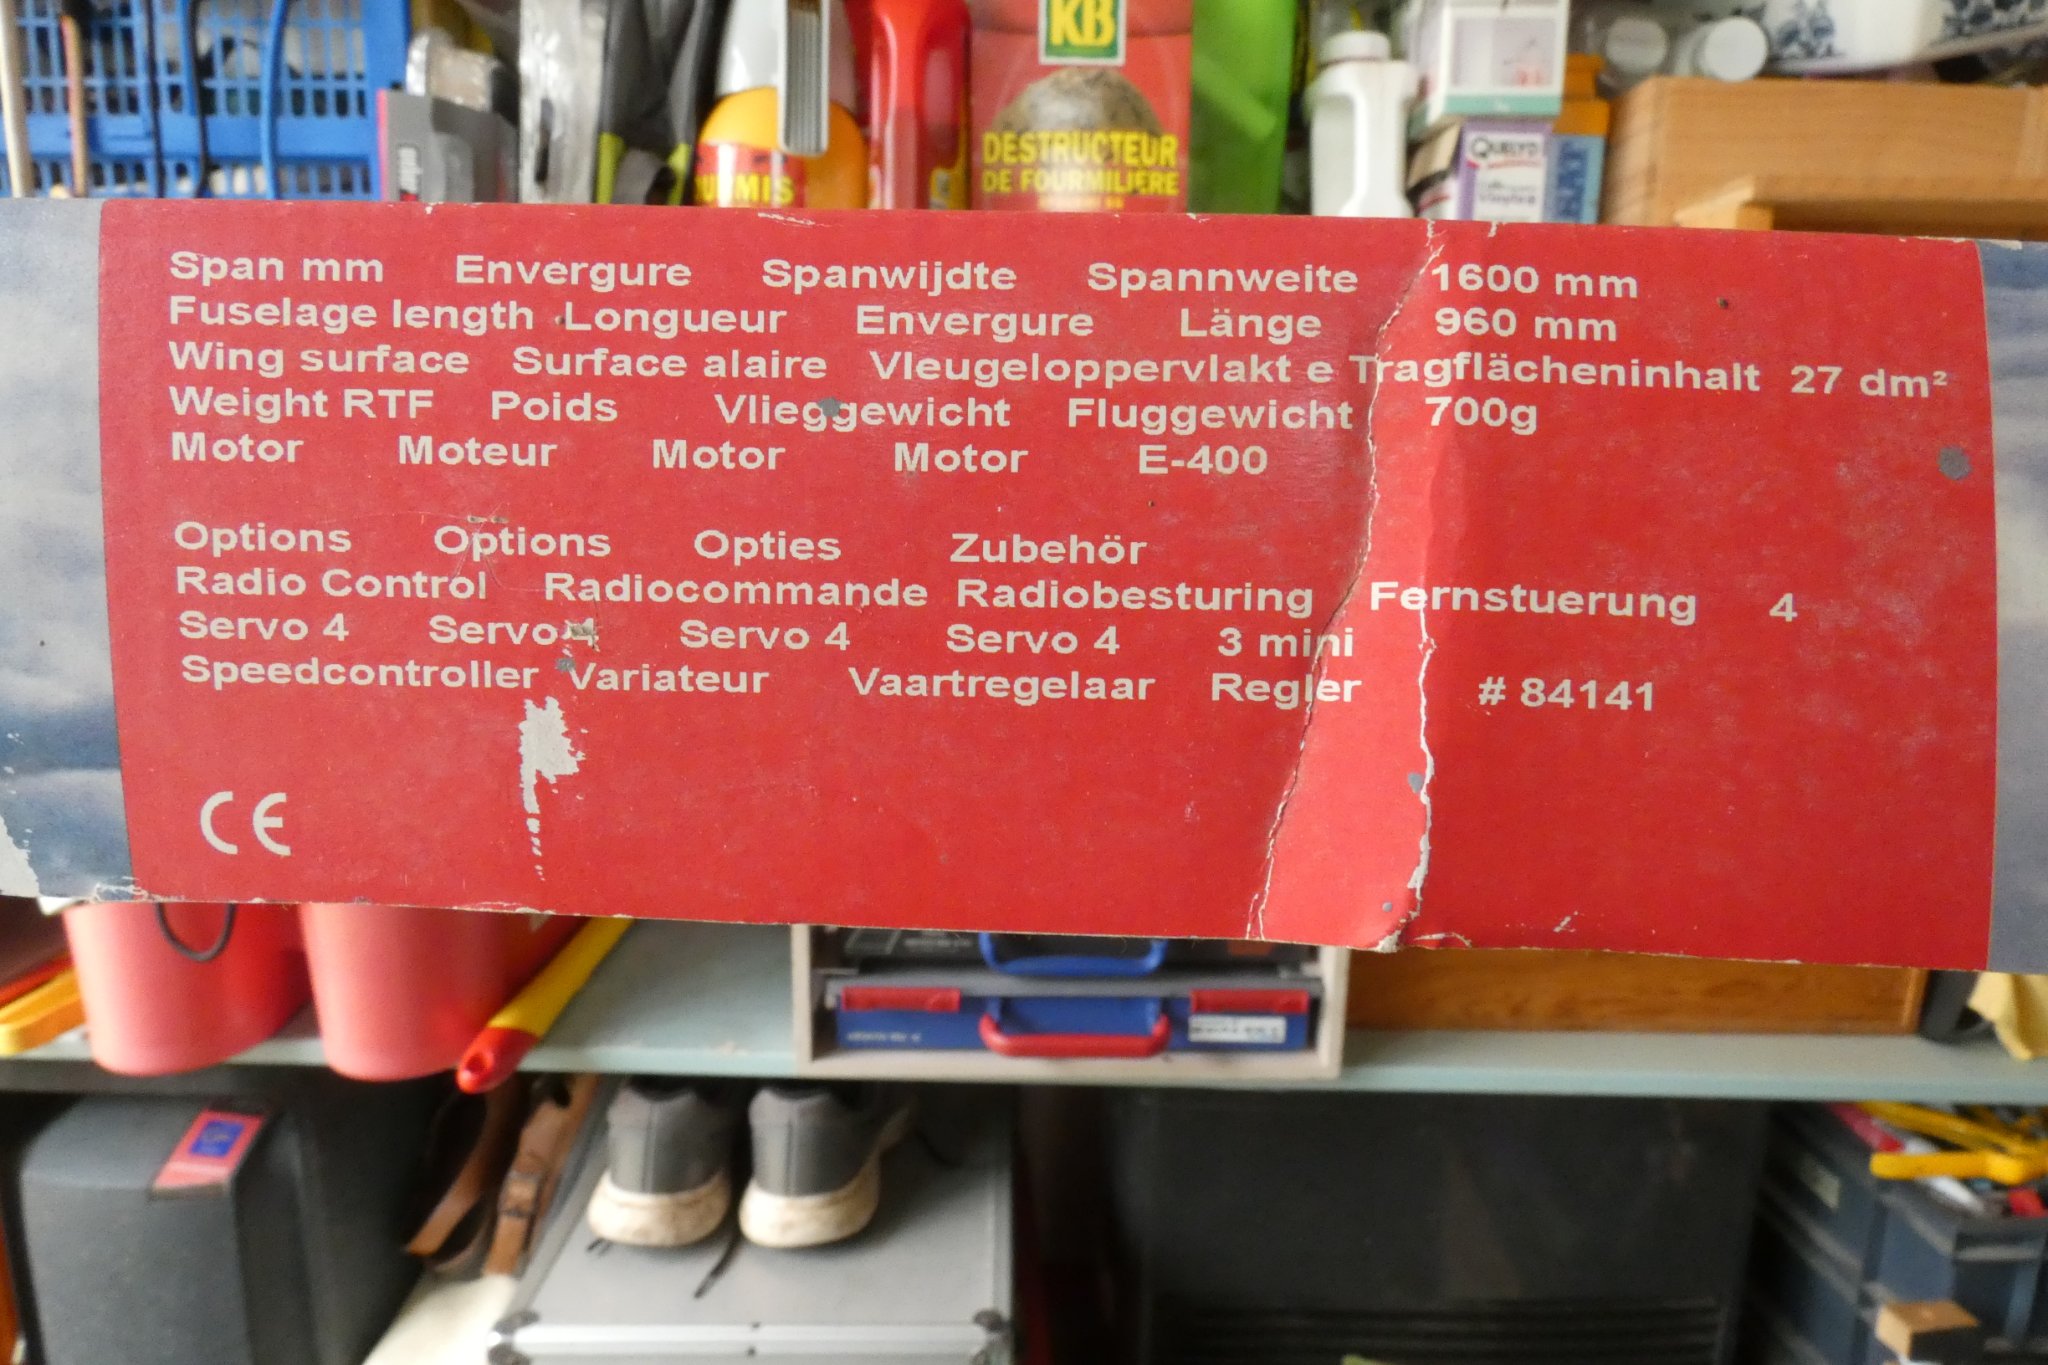 KB
DESTRUCTEUR
DE FOURMILIÈRE
QUELYD
Span mm Envergure Spanwijdte Spannweite 1600 mm
Fuselage length Longueur Envergure Länge 960 mm
Wing surface Surface alaire Vleugeloppervlakt e Tragflächeninhalt 27 dm²
Weight RTF Poids Vlieggewicht Fluggewicht 700g
Motor Moteur Motor Motor E-400
Options Options Opties Zubehör
Radio Control Radiocommande Radiobesturing Fernstuerung 4
Servo 4 Servo 4 Servo 4 Servo 4 3 mini
Speedcontroller Variateur Vaartregelaar Regler # 84141
CE